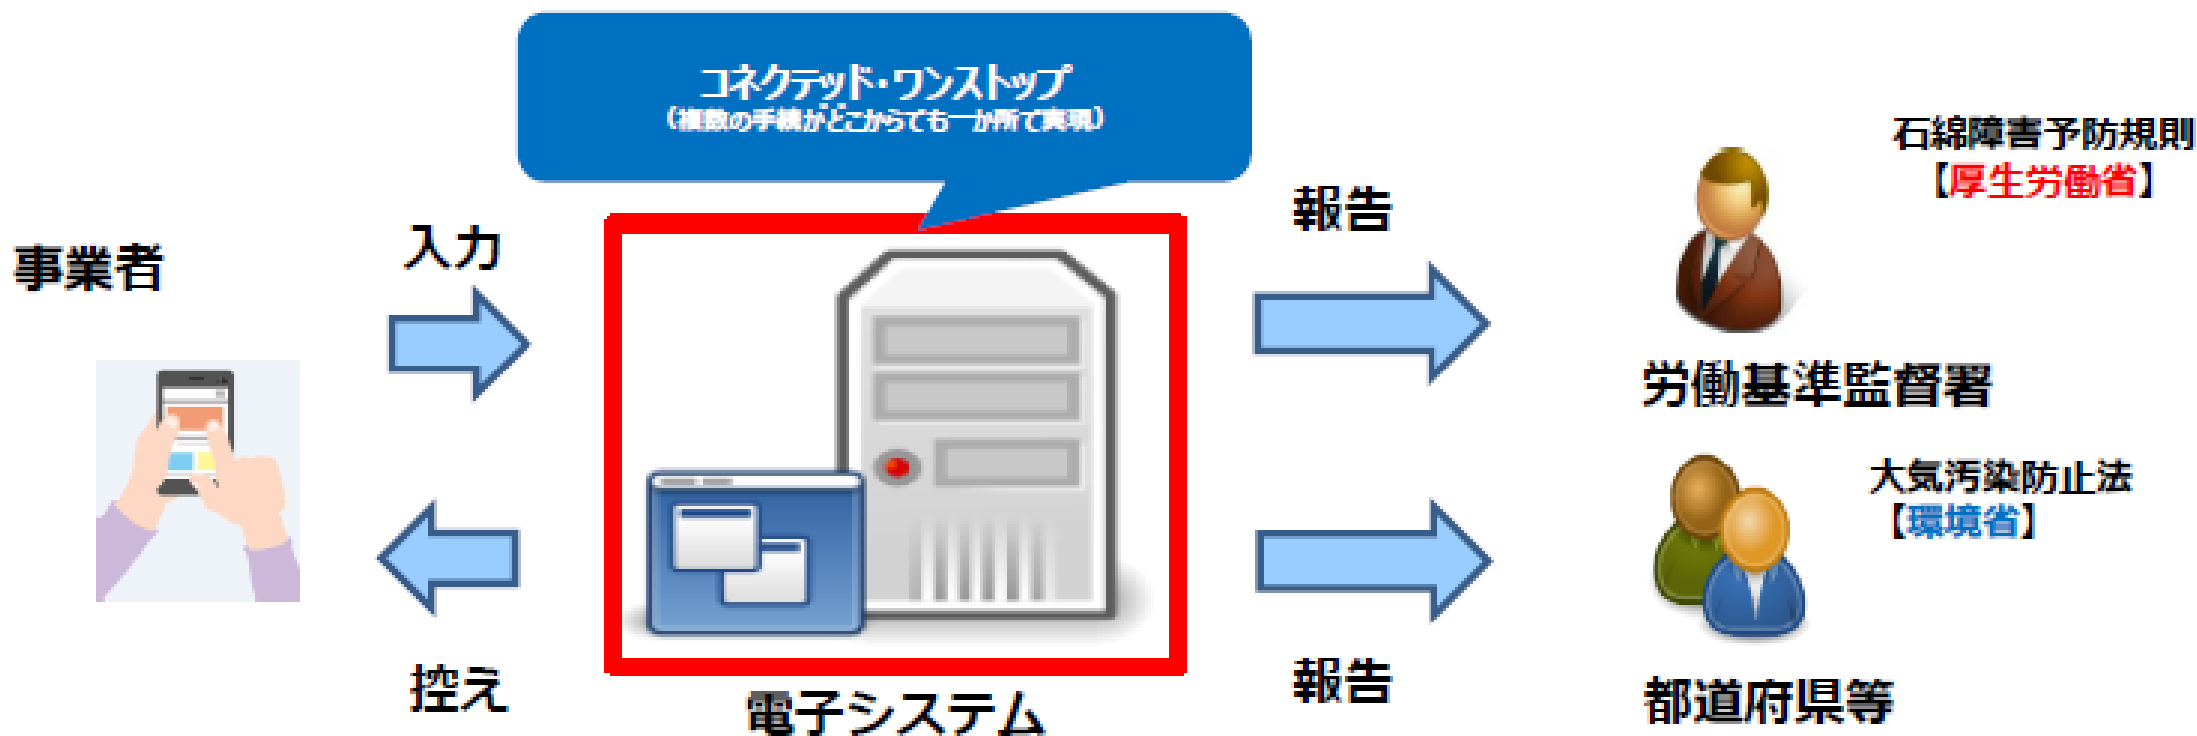 コネクテッド・ワンストップ
(複数の手続がどこからでも一か所で実現)
石綿障害予防規則
【厚生労働省】
報告
入力
事業者
労働基準監督署
大気汚染防止法
【環境省】
控え
報告
電子システム
都道府県等